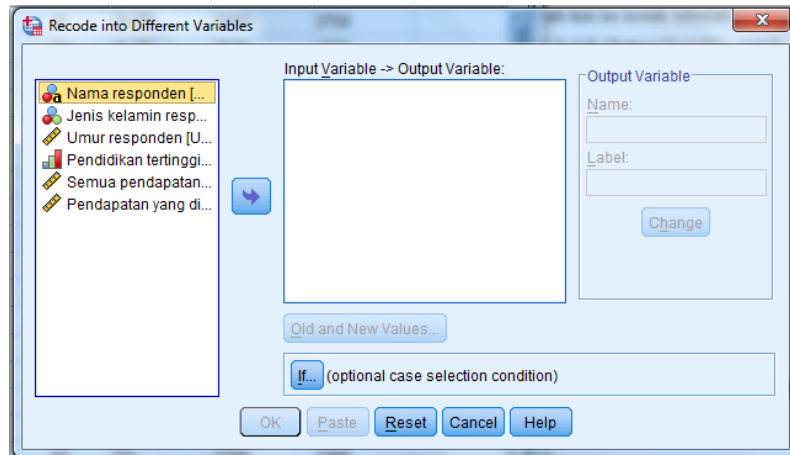 Recode into Different Variables
Nama responden [...
Jenis kelamin resp...
Umur responden [U...
Pendidikan tertinggi...
Semua pendapatan...
Pendapatan yang di...
Input Variable -> Output Variable:
Output Variable
Name:
Label:
Change
Old and New Values...
If... (optional case selection condition)
OK Paste Reset Cancel Help